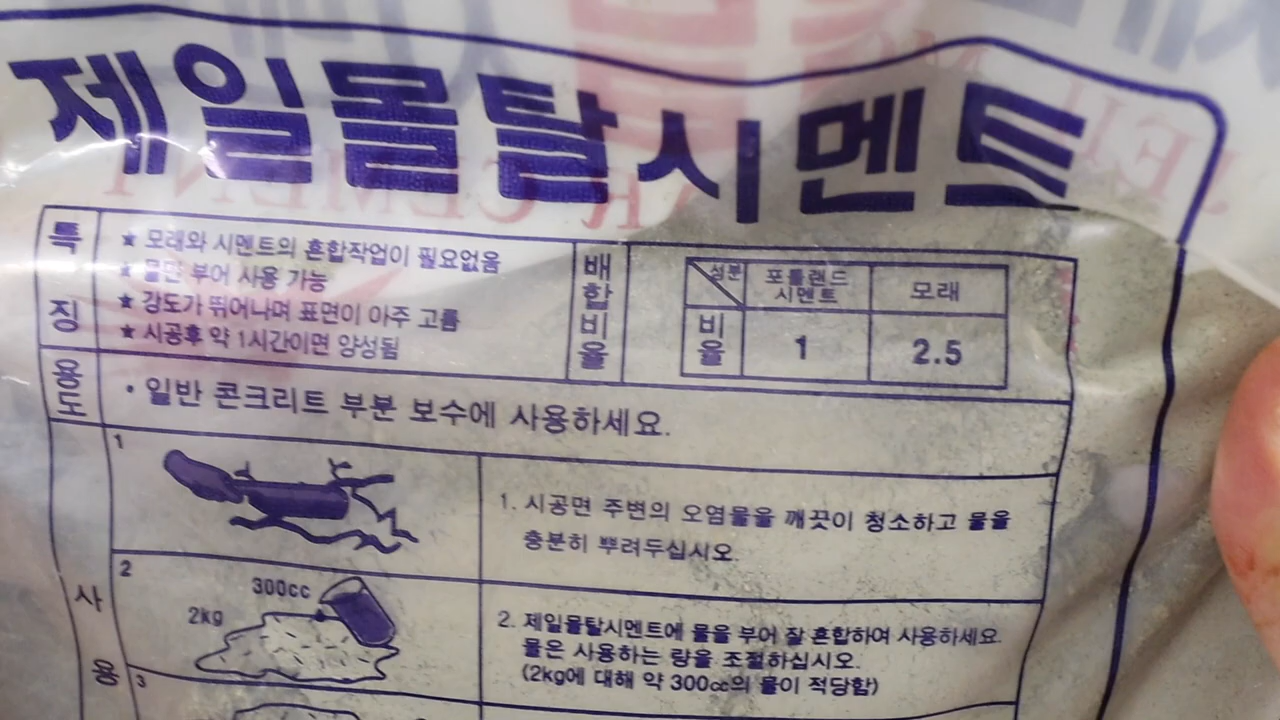 제일몰탈시멘트
특징
★ 모래와 시멘트의 혼합작업이 필요없음
★ 물만 부어 사용 가능
★ 강도가 뛰어나며 표면이 아주 고름
★ 시공후 약 1시간이면 양성됨
배합비율
성분
포틀랜드
시멘트
모래
비율
1
2.5
용도
• 일반 콘크리트 부분 보수에 사용하세요.
사용
1
1. 시공면 주변의 오염물을 깨끗이 청소하고 물을
충분히 뿌려두십시오.
2
300cc
2kg
2. 제일몰탈시멘트에 물을 부어 잘 혼합하여 사용하세요.
물은 사용하는 량을 조절하십시오.
(2kg에 대해 약 300cc의 물이 적당함)
3